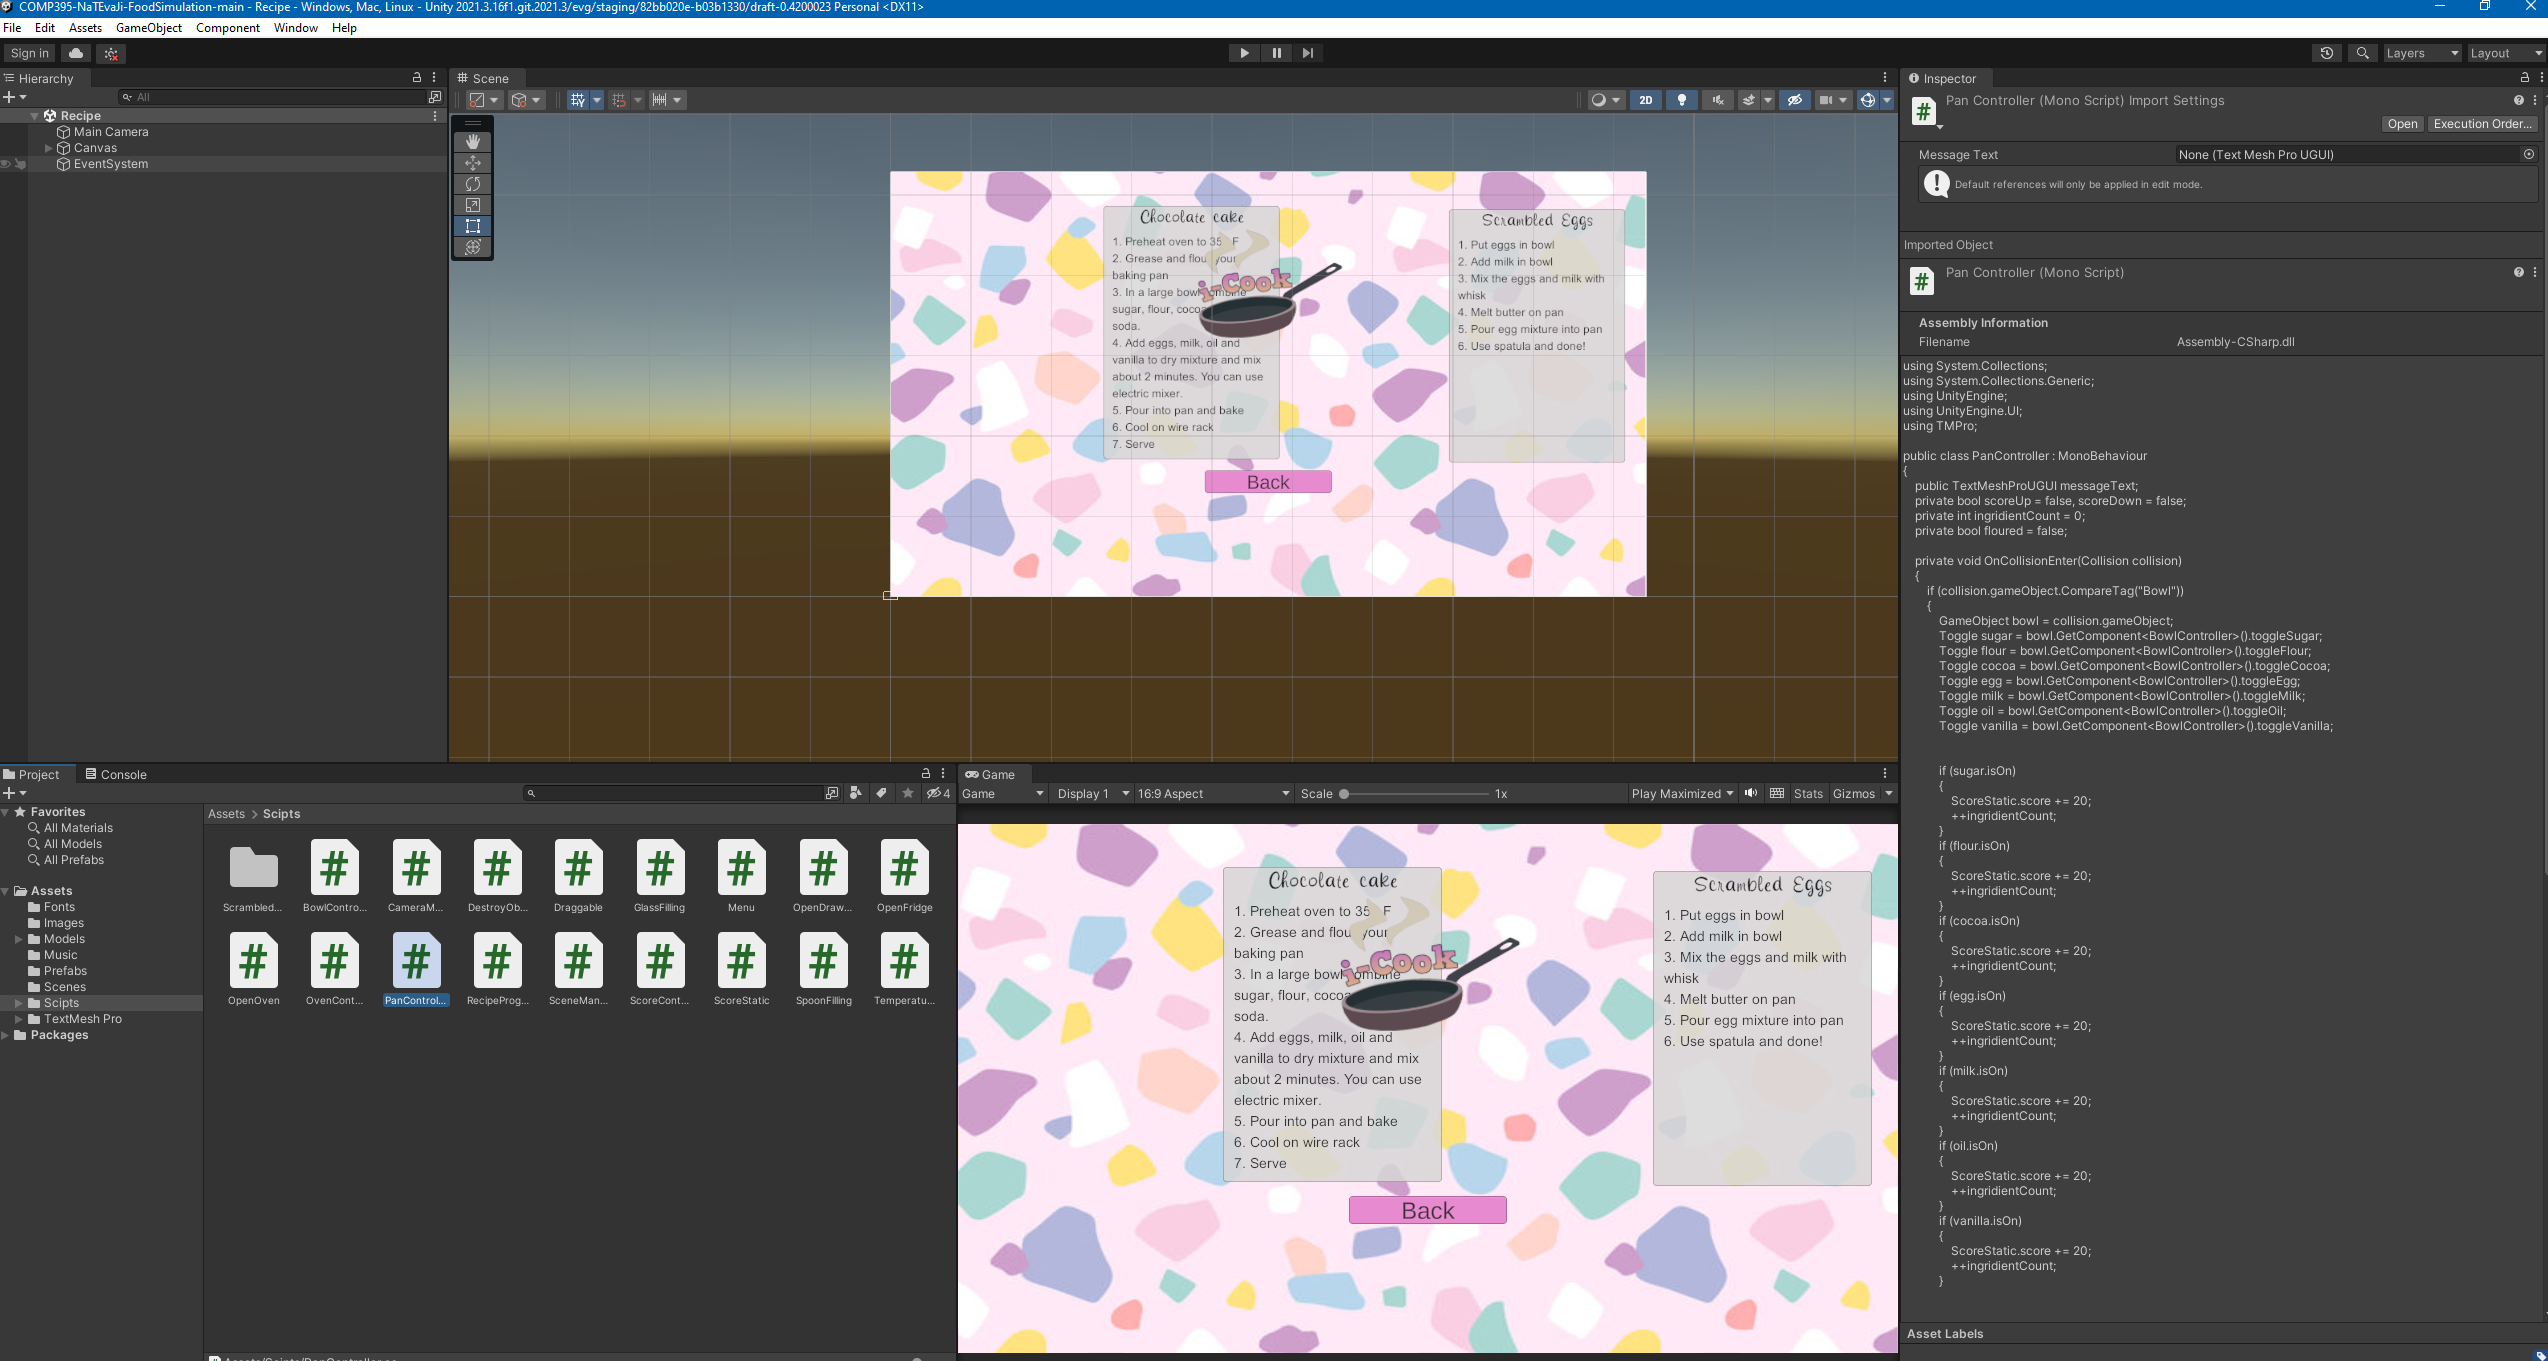 COMP395-NaTEvaJi-FoodSimulation-main - Recipe - Windows, Mac, Linux - Unity 2021.3.16f1.git.2021.3/evg/staging/82bb020e-b03b1330/draft-0.4200023 Personal <DX11>
File Edit Assets GameObject Component Window Help
Sign in
Layers Layout
Hierarchy
All
Recipe
Main Camera
Canvas
EventSystem
Scene
2D
Chocolate cake
1. Preheat oven to 35 F
2. Grease and flou your
baking pan
3. In a large bowl ombine
sugar, flour, cocoa
soda.
4. Add eggs, milk, oil and
vanilla to dry mixture and mix
about 2 minutes. You can use
electric mixer.
5. Pour into pan and bake
6. Cool on wire rack
7. Serve
i-Cook
Scrambled Eggs
1. Put eggs in bowl
2. Add milk in bowl
3. Mix the eggs and milk with
whisk
4. Melt butter on pan
5. Pour egg mixture into pan
6. Use spatula and done!
Back
Project Console
4
Favorites
All Materials
All Models
All Prefabs
Assets
Fonts
Images
Models
Music
Prefabs
Scenes
Scipts
TextMesh Pro
Packages
Assets > Scipts
Scrambled... BowlContro... CameraM... DestroyOb... Draggable GlassFilling Menu OpenDraw... OpenFridge
OpenOven OvenCont... PanControl... RecipeProg... SceneMan... ScoreCont... ScoreStatic SpoonFilling Temperatu...
Assets/Scipts/PanController.cs
Game
Game Display 1 16:9 Aspect Scale 1x Play Maximized Stats Gizmos
Chocolate cake
1. Preheat oven to 35 F
2. Grease and flou your
baking pan
3. In a large bowl ombine
sugar, flour, cocoa
soda.
4. Add eggs, milk, oil and
vanilla to dry mixture and mix
about 2 minutes. You can use
electric mixer.
5. Pour into pan and bake
6. Cool on wire rack
7. Serve
i-Cook
Scrambled Eggs
1. Put eggs in bowl
2. Add milk in bowl
3. Mix the eggs and milk with
whisk
4. Melt butter on pan
5. Pour egg mixture into pan
6. Use spatula and done!
Back
Inspector
Pan Controller (Mono Script) Import Settings
Open Execution Order...
Message Text None (Text Mesh Pro UGUI)
Default references will only be applied in edit mode.
Imported Object
Pan Controller (Mono Script)
Assembly Information
Filename Assembly-CSharp.dll
using System.Collections;
using System.Collections.Generic;
using UnityEngine;
using UnityEngine.UI;
using TMPro;
public class PanController : MonoBehaviour
{
public TextMeshProUGUI messageText;
private bool scoreUp = false, scoreDown = false;
private int ingridientCount = 0;
private bool floured = false;
private void OnCollisionEnter(Collision collision)
{
if (collision.gameObject.CompareTag("Bowl"))
{
GameObject bowl = collision.gameObject;
Toggle sugar = bowl.GetComponent<BowlController>().toggleSugar;
Toggle flour = bowl.GetComponent<BowlController>().toggleFlour;
Toggle cocoa = bowl.GetComponent<BowlController>().toggleCocoa;
Toggle egg = bowl.GetComponent<BowlController>().toggleEgg;
Toggle milk = bowl.GetComponent<BowlController>().toggleMilk;
Toggle oil = bowl.GetComponent<BowlController>().toggleOil;
Toggle vanilla = bowl.GetComponent<BowlController>().toggleVanilla;
if (sugar.isOn)
{
ScoreStatic.score += 20;
++ingridientCount;
}
if (flour.isOn)
{
ScoreStatic.score += 20;
++ingridientCount;
}
if (cocoa.isOn)
{
ScoreStatic.score += 20;
++ingridientCount;
}
if (egg.isOn)
{
ScoreStatic.score += 20;
++ingridientCount;
}
if (milk.isOn)
{
ScoreStatic.score += 20;
++ingridientCount;
}
if (oil.isOn)
{
ScoreStatic.score += 20;
++ingridientCount;
}
if (vanilla.isOn)
{
ScoreStatic.score += 20;
++ingridientCount;
}
Asset Labels